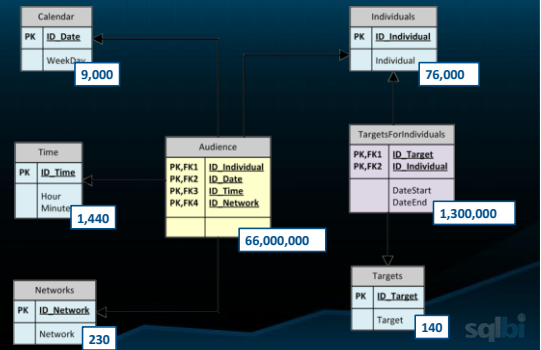 Calendar
PK ID_Date
WeekDay
9,000
Individuals
PK ID_Individual
Individual
76,000
Time
PK ID_Time
Hour
Minute
1,440
Audience
PK,FK1 ID_Individual
PK,FK2 ID_Date
PK,FK3 ID_Time
PK,FK4 ID_Network
66,000,000
TargetsForIndividuals
PK,FK1 ID_Target
PK,FK2 ID_Individual
DateStart
DateEnd
1,300,000
Networks
PK ID_Network
Network
230
Targets
PK ID_Target
Target
140
sqlbi